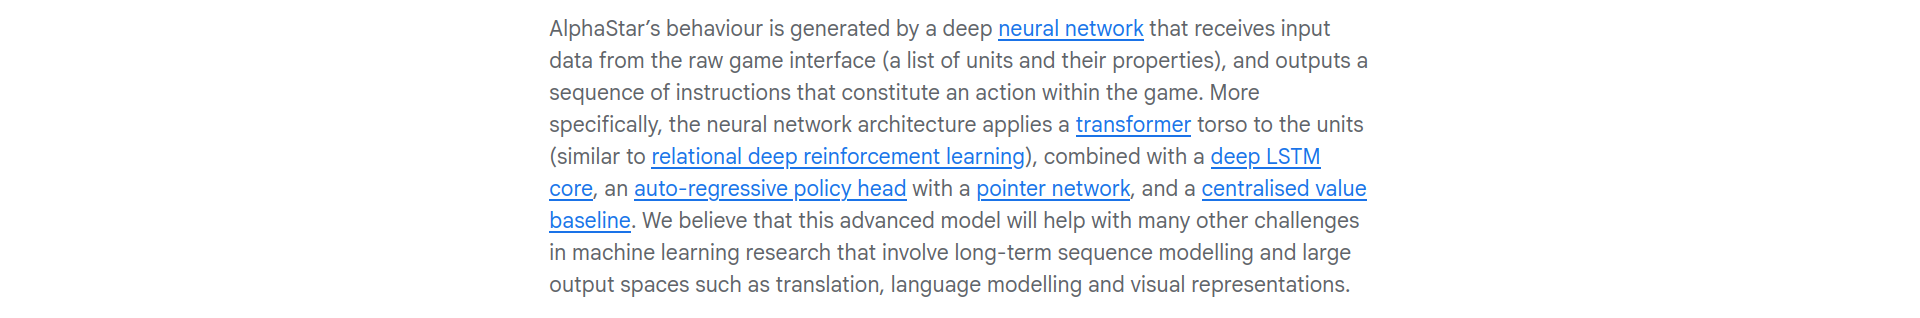 AlphaStar’s behaviour is generated by a deep neural network that receives input
data from the raw game interface (a list of units and their properties), and outputs a
sequence of instructions that constitute an action within the game. More
specifically, the neural network architecture applies a transformer torso to the units
(similar to relational deep reinforcement learning), combined with a deep LSTM
core, an auto-regressive policy head with a pointer network, and a centralised value
baseline. We believe that this advanced model will help with many other challenges
in machine learning research that involve long-term sequence modelling and large
output spaces such as translation, language modelling and visual representations.